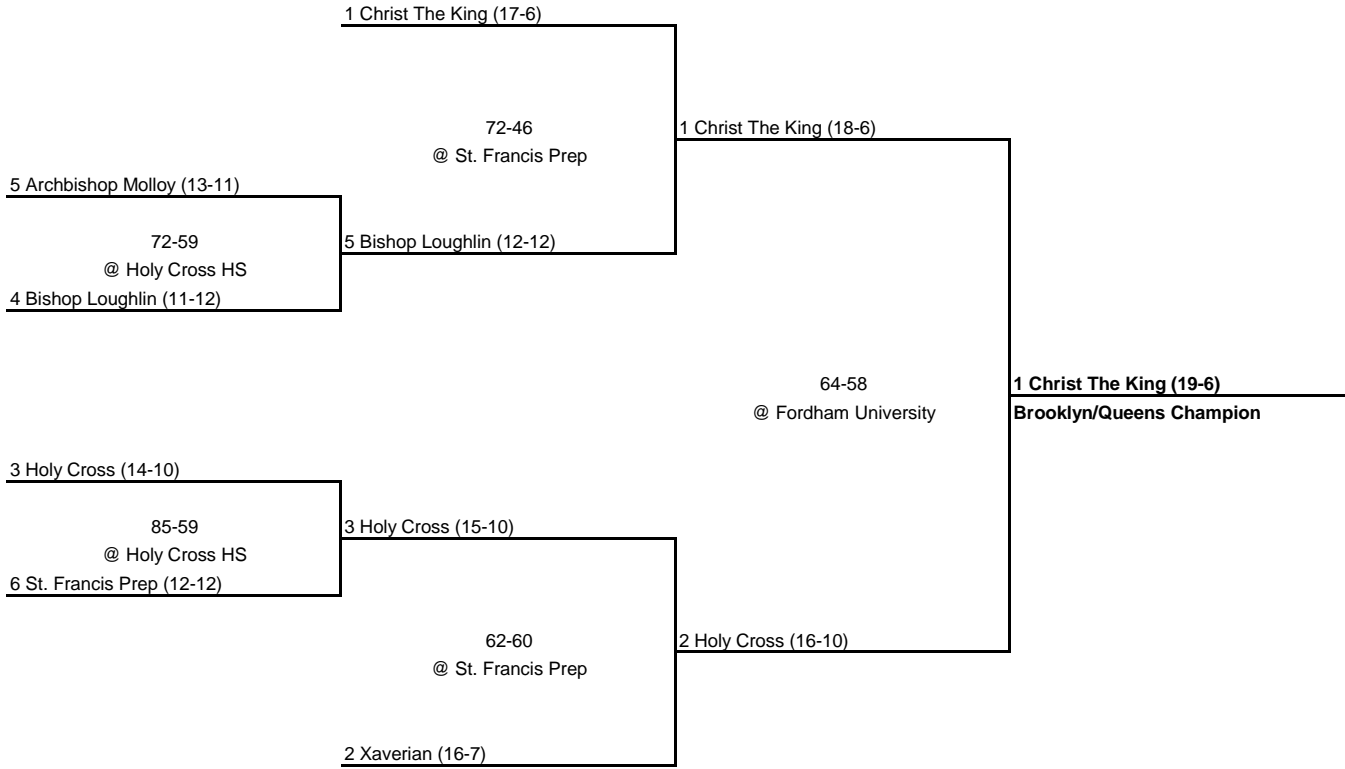 1 Christ The King (17-6)
72-46
@ St. Francis Prep
1 Christ The King (18-6)
5 Archbishop Molloy (13-11)
72-59
@ Holy Cross HS
5 Bishop Loughlin (12-12)
4 Bishop Loughlin (11-12)
64-58
@ Fordham University
1 Christ The King (19-6)
Brooklyn/Queens Champion
3 Holy Cross (14-10)
85-59
@ Holy Cross HS
3 Holy Cross (15-10)
6 St. Francis Prep (12-12)
62-60
@ St. Francis Prep
2 Holy Cross (16-10)
2 Xaverian (16-7)